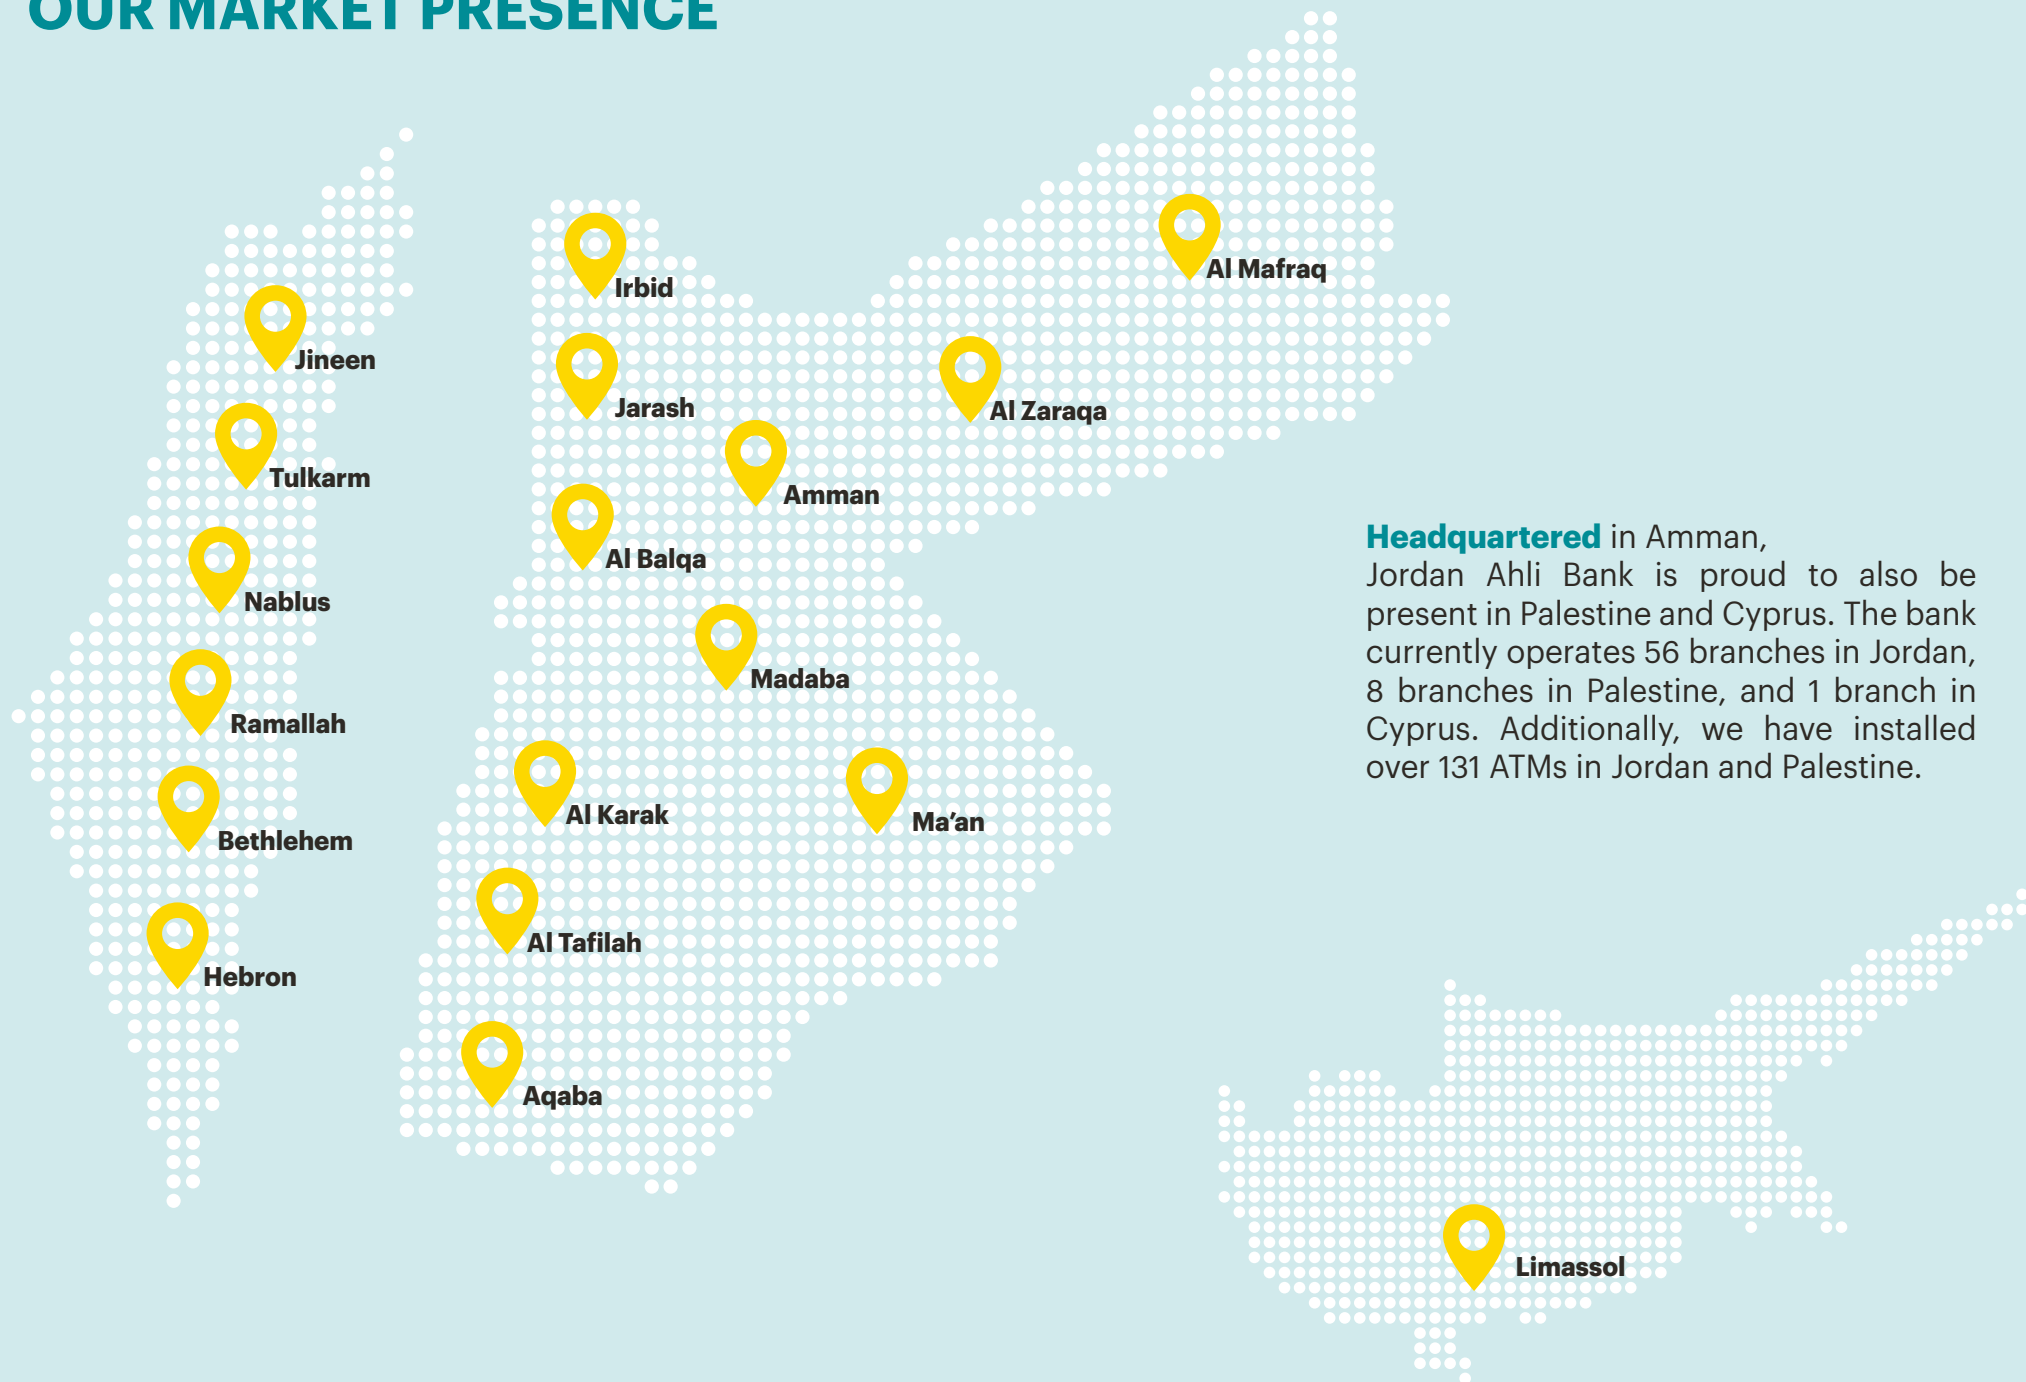 OUR MARKET PRESENCE
Jineen
Tulkarm
Nablus
Ramallah
Bethlehem
Hebron
Irbid
Jarash
Al Balqa
Amman
Al Zaraqa
Al Mafraq
Madaba
Al Karak
Ma’an
Al Tafilah
Aqaba
Headquartered in Amman,
Jordan Ahli Bank is proud to also be
present in Palestine and Cyprus. The bank
currently operates 56 branches in Jordan,
8 branches in Palestine, and 1 branch in
Cyprus. Additionally, we have installed
over 131 ATMs in Jordan and Palestine.
Limassol